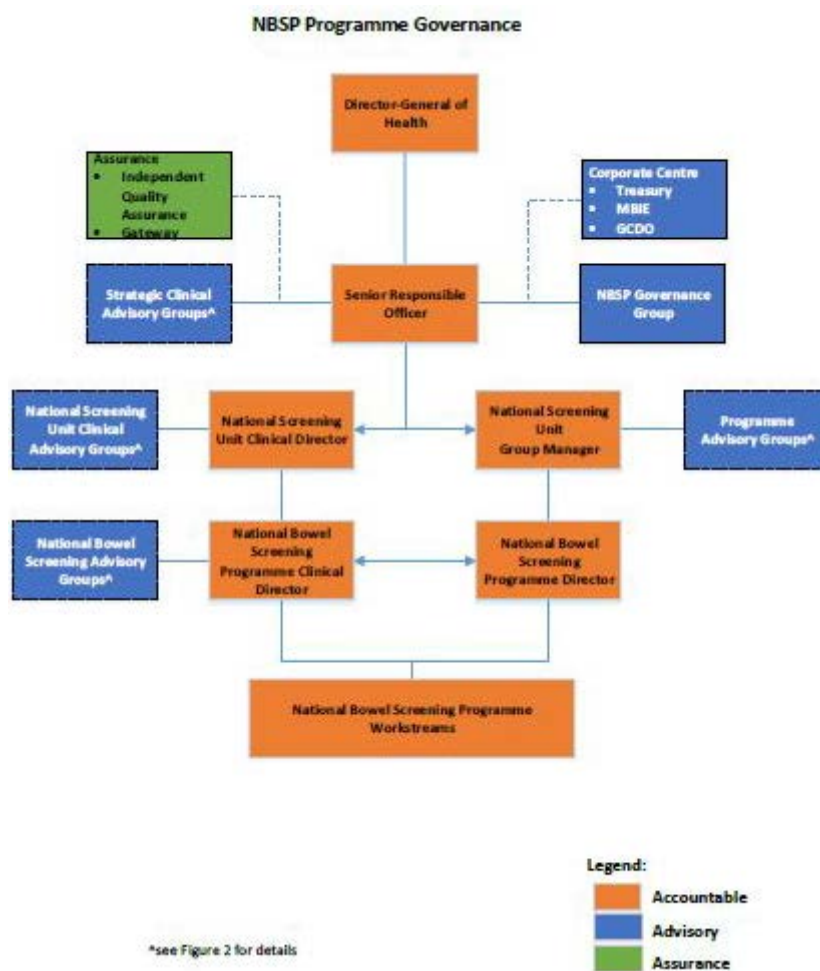 NBSP Programme Governance
Director-General of
Health
Assurance
• Independent
Quality
Assurance
• Gateway
Corporate Centre
▪ Treasury
▪ MBIE
▪ GCDO
Strategic Clinical
Advisory Groups^
Senior Responsible
Officer
NBSP Governance
Group
National Screening
Unit Clinical
Advisory Groups^
National Screening
Unit Clinical Director
National Screening
Unit
Group Manager
Programme
Advisory Groups^
National Bowel
Screening Advisory
Groups^
National Bowel
Screening
Programme Clinical
Director
National Bowel
Screening
Programme Director
National Bowel Screening Programme
Workstreams
Legend:
Accountable
Advisory
Assurance
^see Figure 2 for details